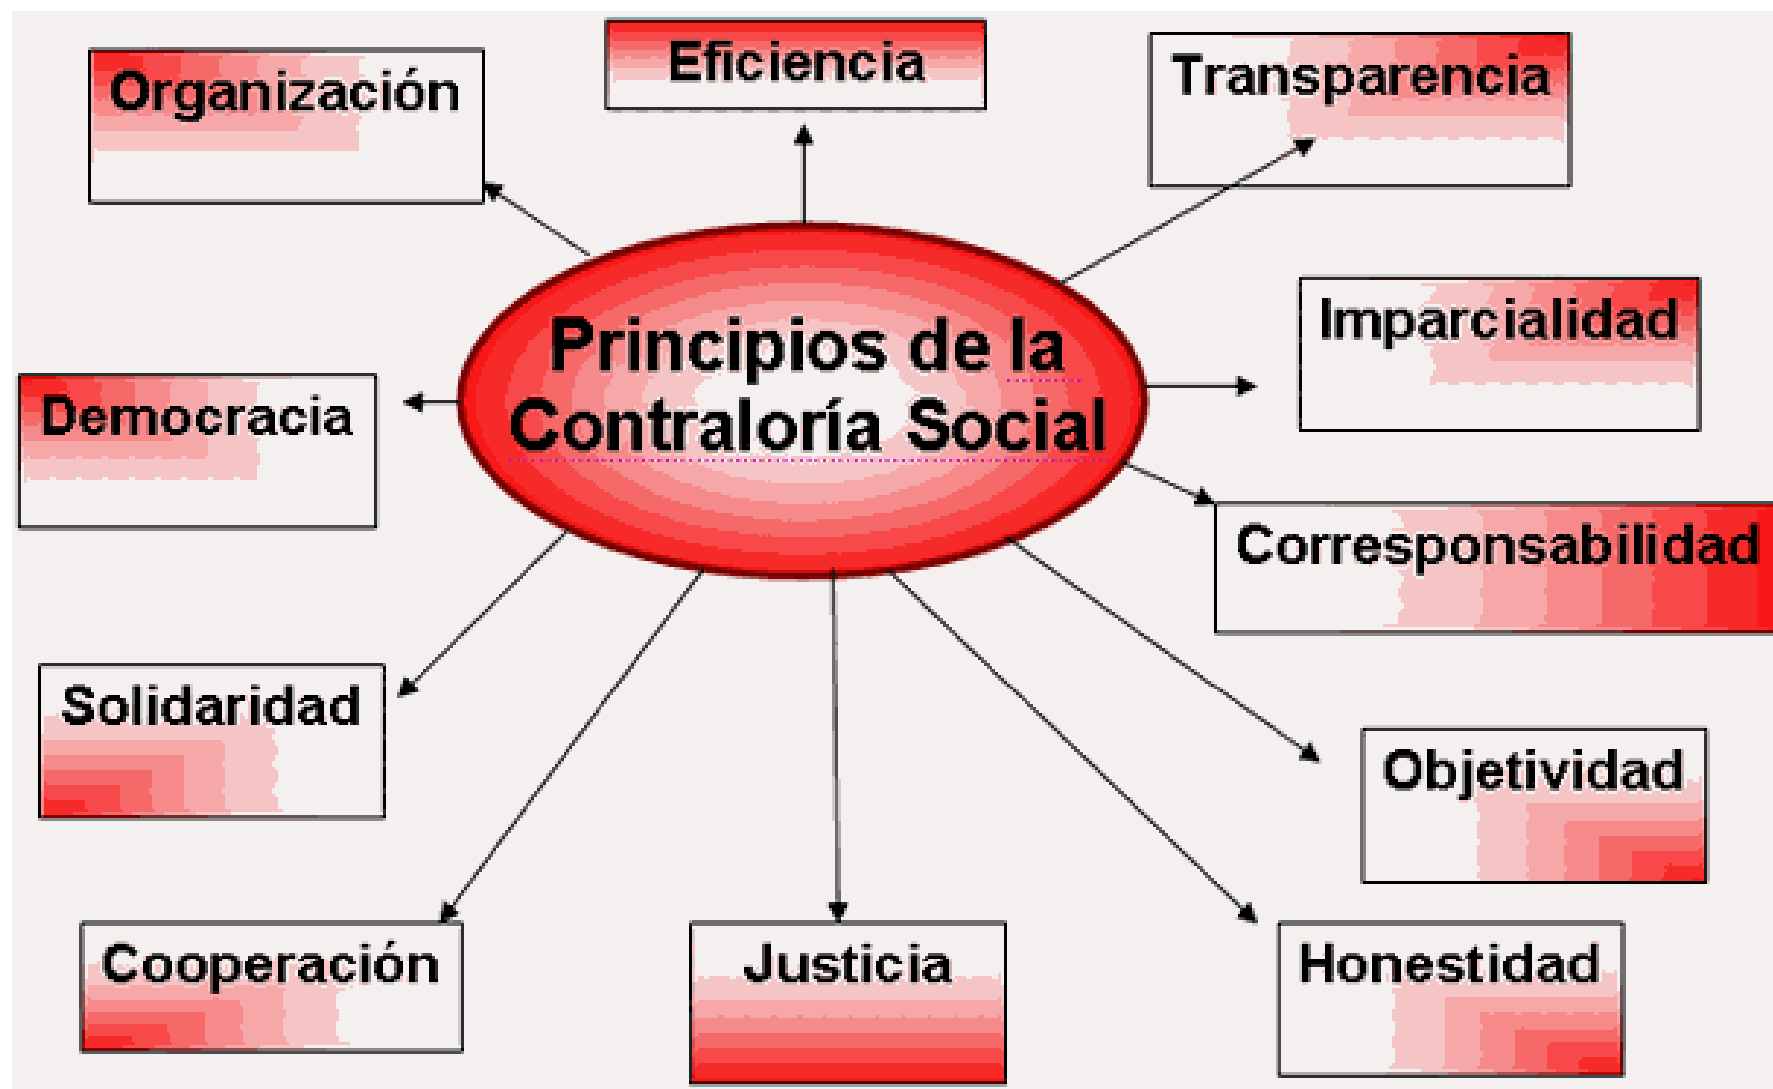 Organización
Eficiencia
Transparencia
Principios de la
Contraloría Social
Imparcialidad
Democracia
Corresponsabilidad
Solidaridad
Objetividad
Cooperación
Justicia
Honestidad